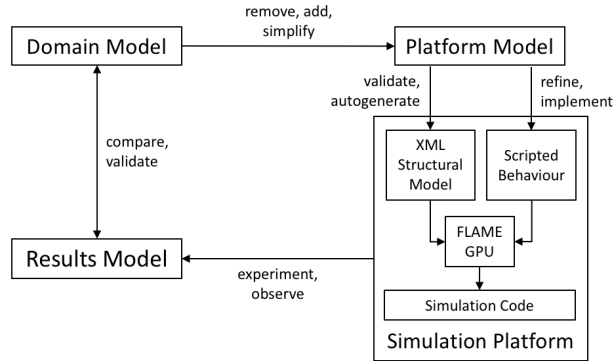 remove, add,
simplify
Domain Model
Platform Model
validate,
autogenerate
refine,
implement
compare,
validate
XML
Structural
Model
Scripted
Behaviour
FLAME
GPU
Results Model
experiment,
observe
Simulation Code
Simulation Platform